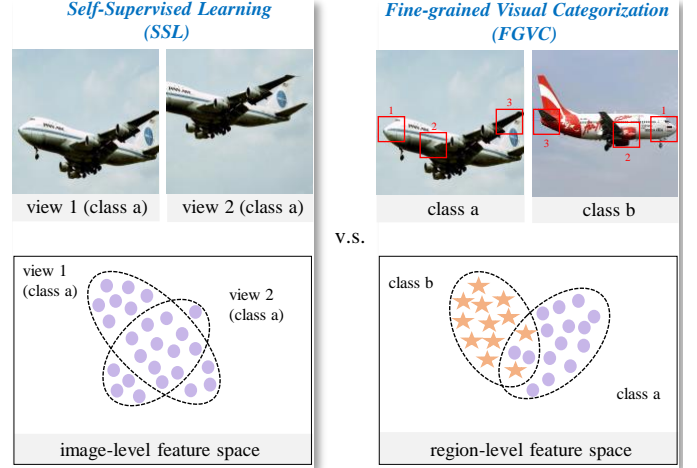 Self-Supervised Learning
(SSL)
view 1 (class a)
view 2 (class a)
view 1
(class a)
view 2
(class a)
image-level feature space
v.s.
Fine-grained Visual Categorization
(FGVC)
1
2
3
1
2
3
class a
class b
class b
class a
region-level feature space